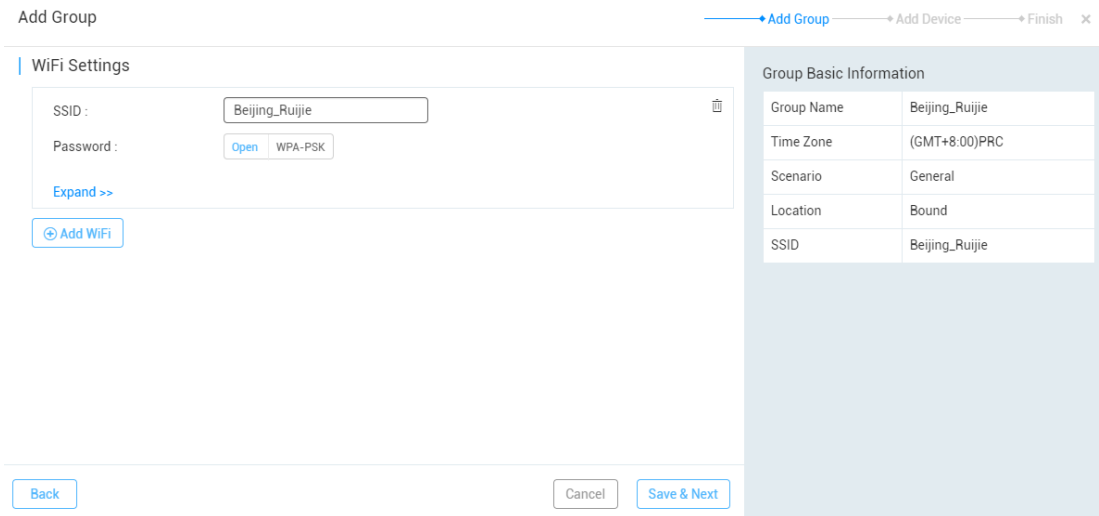 Add Group
Add Group Add Device Finish ×
WiFi Settings
SSID : Beijing_Ruijie
Password : Open WPA-PSK
Expand >>
Add WiFi
Group Basic Information
Group Name Beijing_Ruijie
Time Zone (GMT+8:00)PRC
Scenario General
Location Bound
SSID Beijing_Ruijie
Back Cancel Save & Next